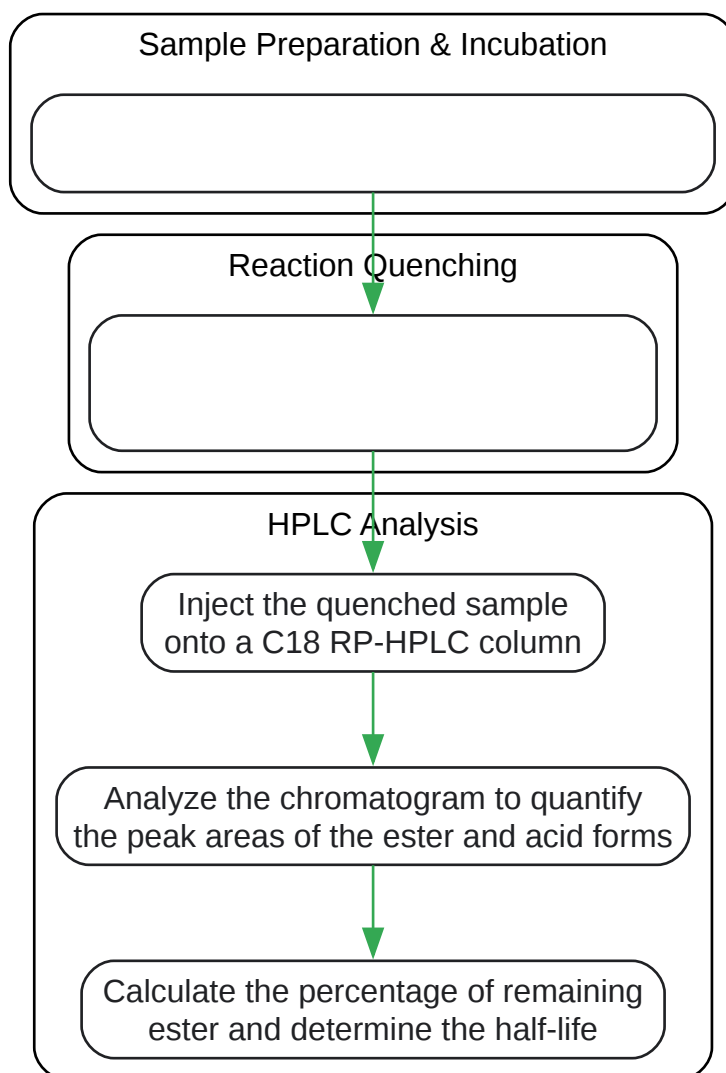 Sample Preparation & Incubation
Reaction Quenching
HPLC Analysis
Inject the quenched sample
onto a C18 RP-HPLC column
Analyze the chromatogram to quantify
the peak areas of the ester and acid forms
Calculate the percentage of remaining
ester and determine the half-life